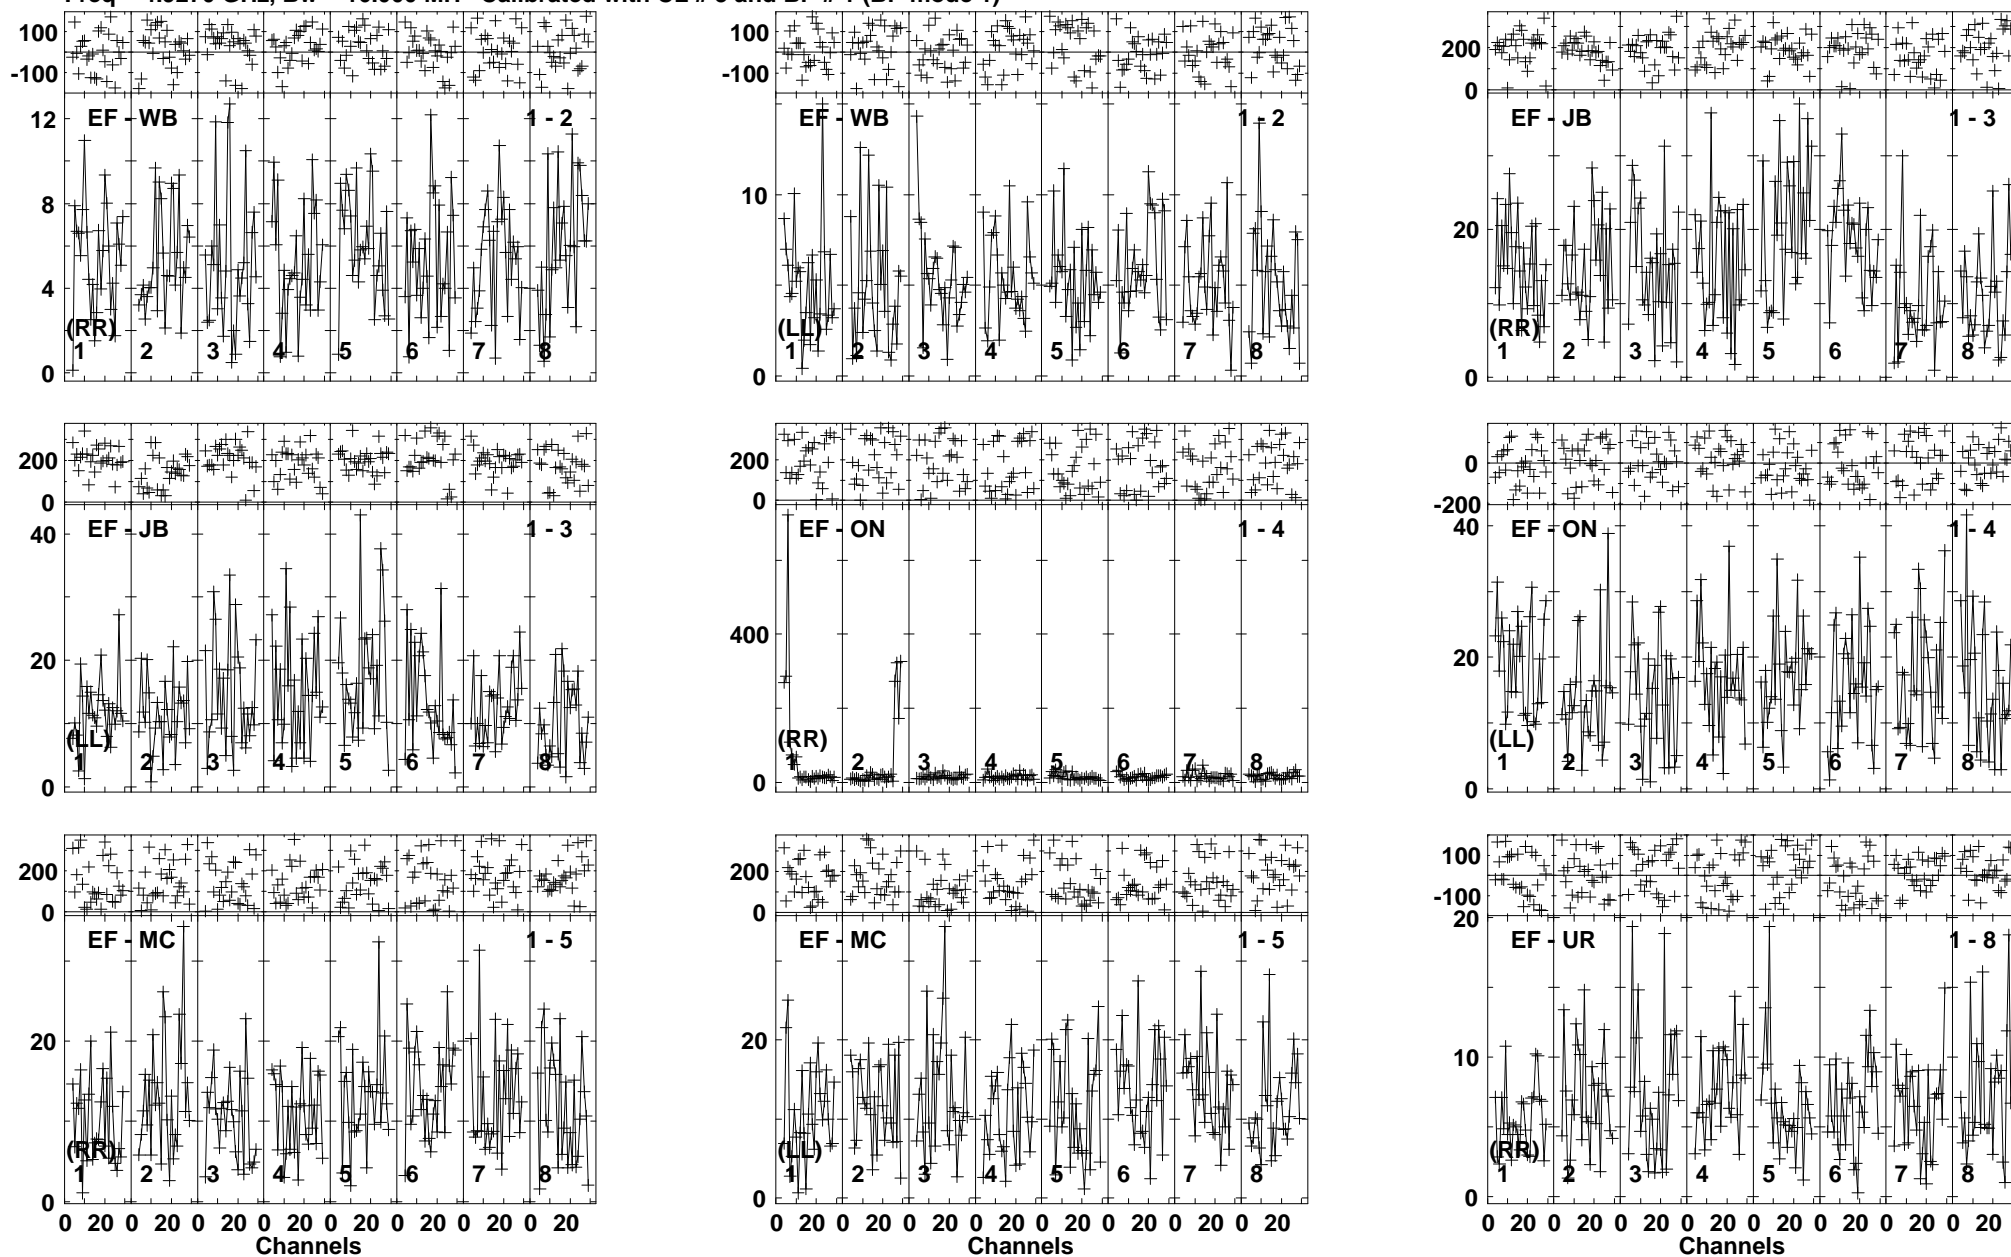 100 -100 100 -100 200 0
EF - WB 1 - 2 EF - WB 1 - 2 EF - JB 1 - 3
12 8 4 0 10 0 20 0
(RR) (LL) (RR)
1 2 3 4 5 6 7 8 1 2 3 4 5 6 7 8 1 2 3 4 5 6 7 8
200 0 200 0 0 -200
EF - JB 1 - 3 EF - ON 1 - 4 EF - ON 1 - 4
40 20 0 400 0 40 30 20 10 0
(LL) (RR) (LL)
1 2 3 4 5 6 7 8 1 2 3 4 5 6 7 8 1 2 3 4 5 6 7 8
200 0 200 0 100 -100
EF - MC 1 - 5 EF - MC 1 - 5 EF - UR 1 - 8
20 0 20 0 20 10 0
(RR) (LL) (RR)
1 2 3 4 5 6 7 8 1 2 3 4 5 6 7 8 1 2 3 4 5 6 7 8
0 20 0 20 0 20 0 20 0 20 0 20 0 20 0 20 0 20 0 20 0 20 0 20 0 20 0 20 0 20 0 20 0 20 0 20 0 20 0 20 0 20 0 20 0 20 0 20
Channels Channels Channels